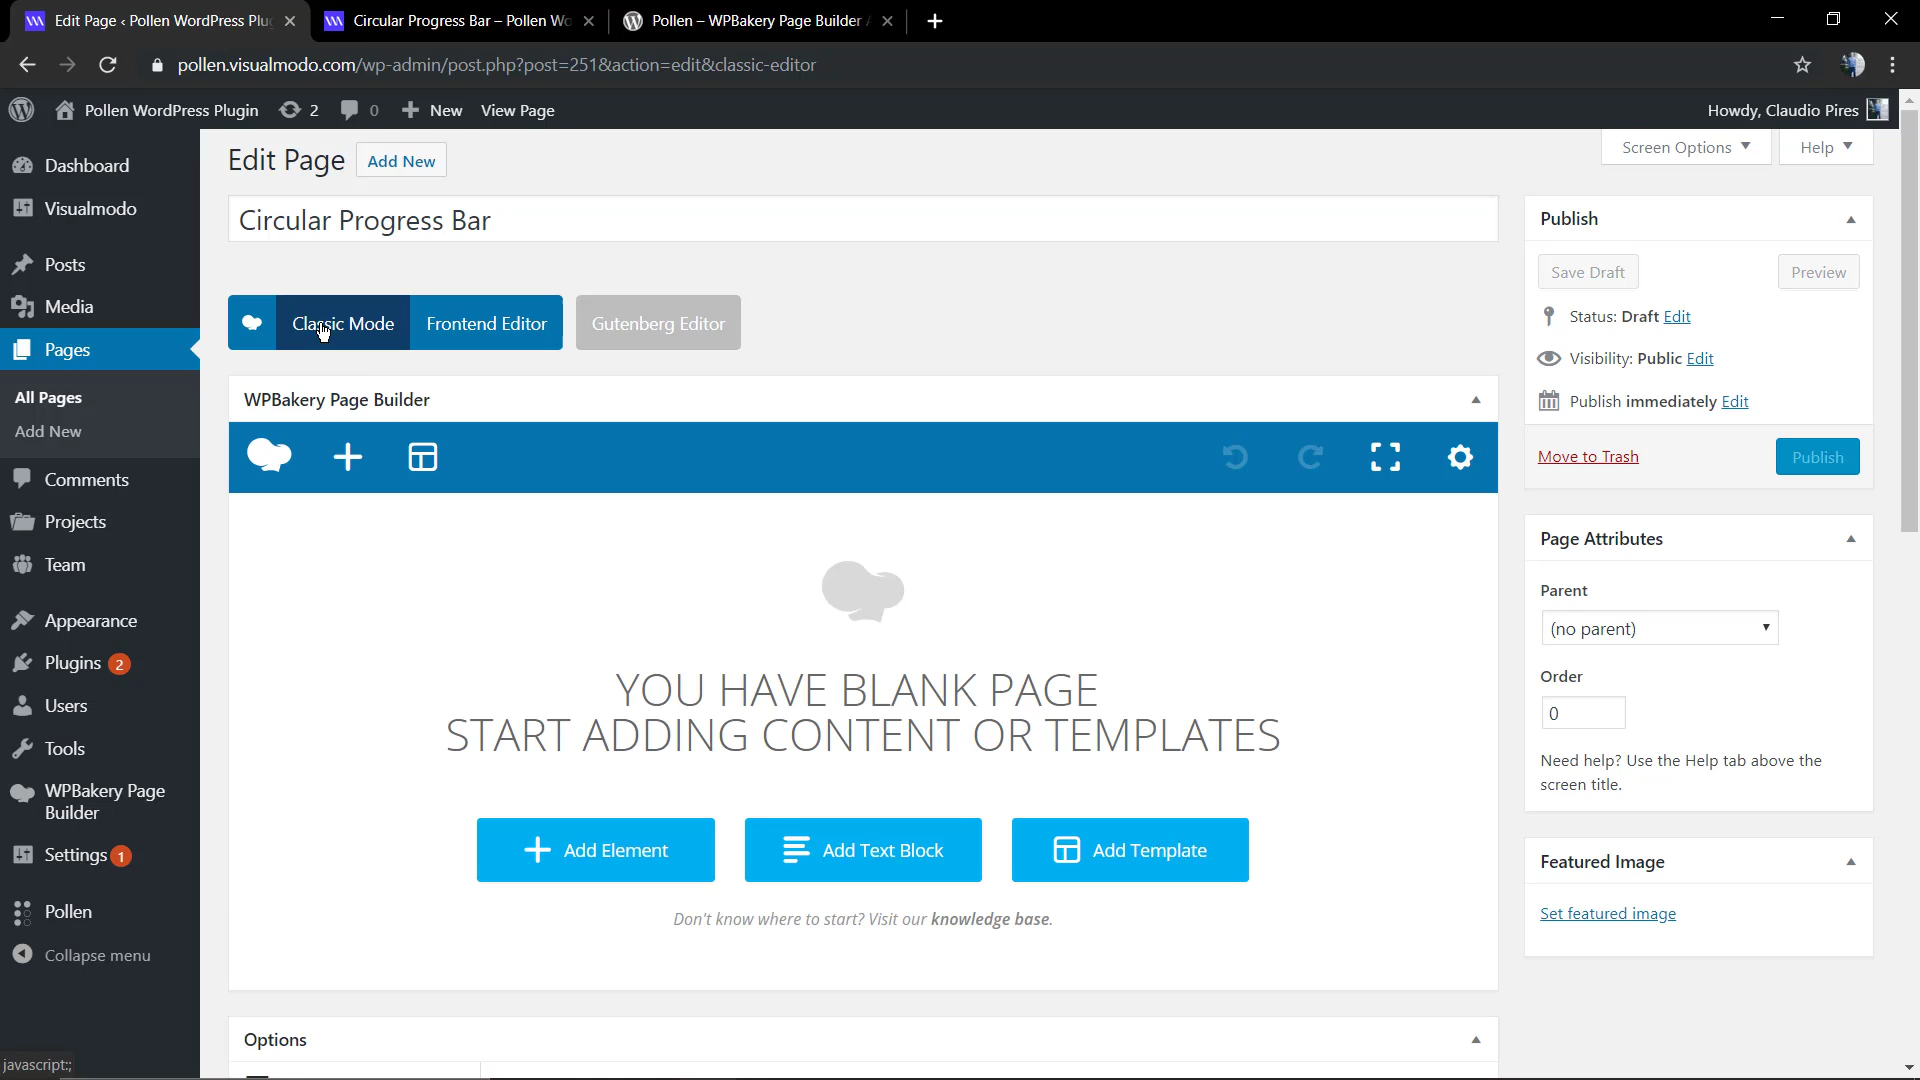 Edit Page ‹ Pollen WordPress Plug
Circular Progress Bar – Pollen Wo
Pollen – WPBakery Page Builder A
pollen.visualmodo.com/wp-admin/post.php?post=251&action=edit&classic-editor
Pollen WordPress Plugin 2 0 New View Page
Howdy, Claudio Pires
Dashboard
Visualmodo
Posts
Media
Pages
All Pages
Add New
Comments
Projects
Team
Appearance
Plugins 2
Users
Tools
WPBakery Page
Builder
Settings 1
Pollen
Collapse menu
javascript:;
Edit Page Add New
Screen Options Help
Circular Progress Bar
Classic Mode Frontend Editor Gutenberg Editor
WPBakery Page Builder
YOU HAVE BLANK PAGE
START ADDING CONTENT OR TEMPLATES
Add Element Add Text Block Add Template
Don't know where to start? Visit our knowledge base.
Options
Publish
Save Draft Preview
Status: Draft Edit
Visibility: Public Edit
Publish immediately Edit
Move to Trash Publish
Page Attributes
Parent
(no parent)
Order
0
Need help? Use the Help tab above the
screen title.
Featured Image
Set featured image